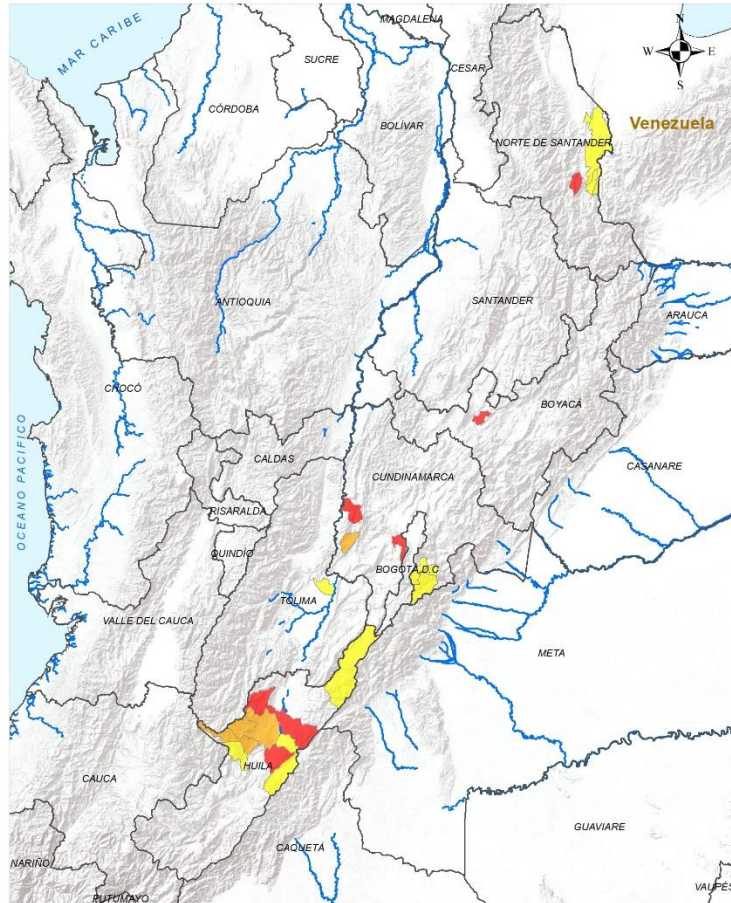 MAGDALENA
N
W E
S
MAR CARIBE
SUCRE
CESAR
CÓRDOBA
BOLÍVAR
Venezuela
NORTE DE SANTANDER
ANTIOQUIA
SANTANDER
ARAUCA
CHOCÓ
BOYACÁ
OCEANO PACIFICO
CALDAS
CUNDINAMARCA
CASANARE
RISARALDA
QUINDÍO
BOGOTÁ, D.C
TOLIMA
VALLE DEL CAUCA
META
HUILA
CAUCA
GUAVIARE
CAQUETÁ
NARIÑO
PUTUMAYO
VAUPÉS